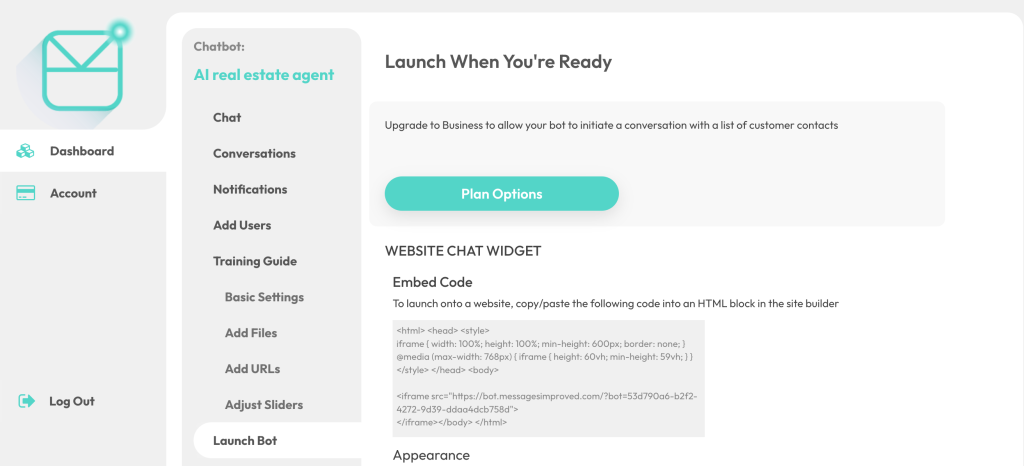 Dashboard
Account
Log Out
Chatbot:
AI real estate agent
Chat
Conversations
Notifications
Add Users
Training Guide
Basic Settings
Add Files
Add URLs
Adjust Sliders
Launch Bot
Launch When You're Ready
Upgrade to Business to allow your bot to initiate a conversation with a list of customer contacts
Plan Options
WEBSITE CHAT WIDGET
Embed Code
To launch onto a website, copy/paste the following code into an HTML block in the site builder
<html> <head> <style>
iframe { width: 100%; height: 100%; min-height: 600px; border: none; }
@media (max-width: 768px) { iframe { height: 60vh; min-height: 59vh; } }
</style> </head> <body>
<iframe src="https://bot.messagesimproved.com/?bot=53d790a6-b2f2-
4272-9d39-ddaa4dcb758d">
</iframe></body> </html>
Appearance